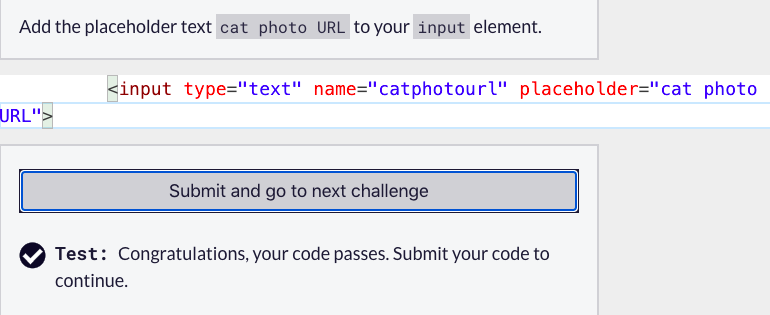 Add the placeholder text cat photo URL to your input element.
<input type="text" name="catphotourl" placeholder="cat photo
URL">
Submit and go to next challenge
Test: Congratulations, your code passes. Submit your code to
continue.